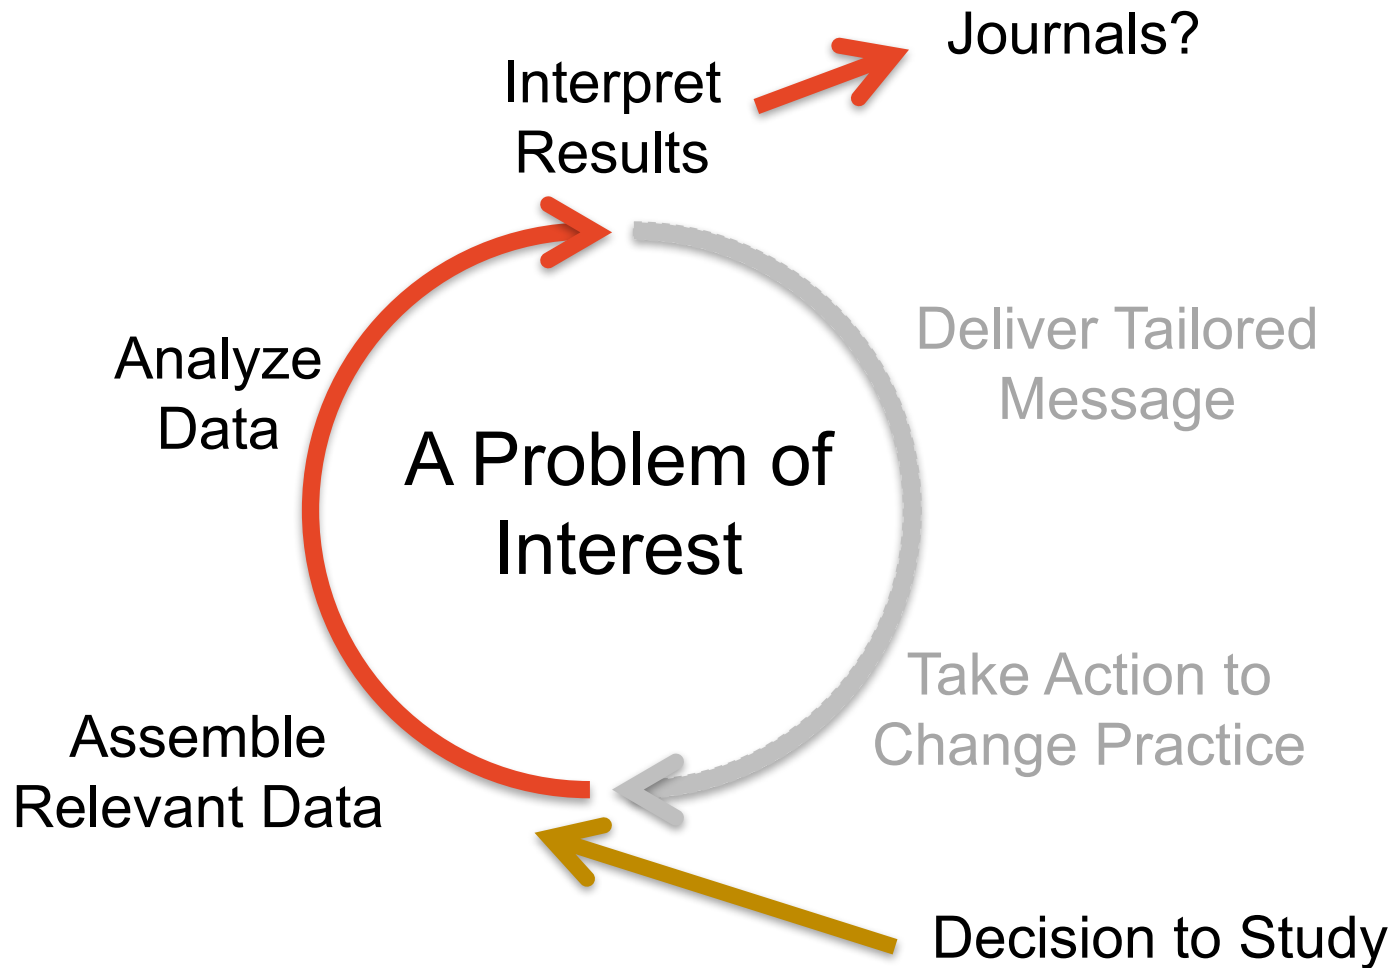 Journals?
Interpret
Results
Deliver Tailored
Message
Analyze
Data
A Problem of
Interest
Take Action to
Change Practice
Assemble
Relevant Data
Decision to Study